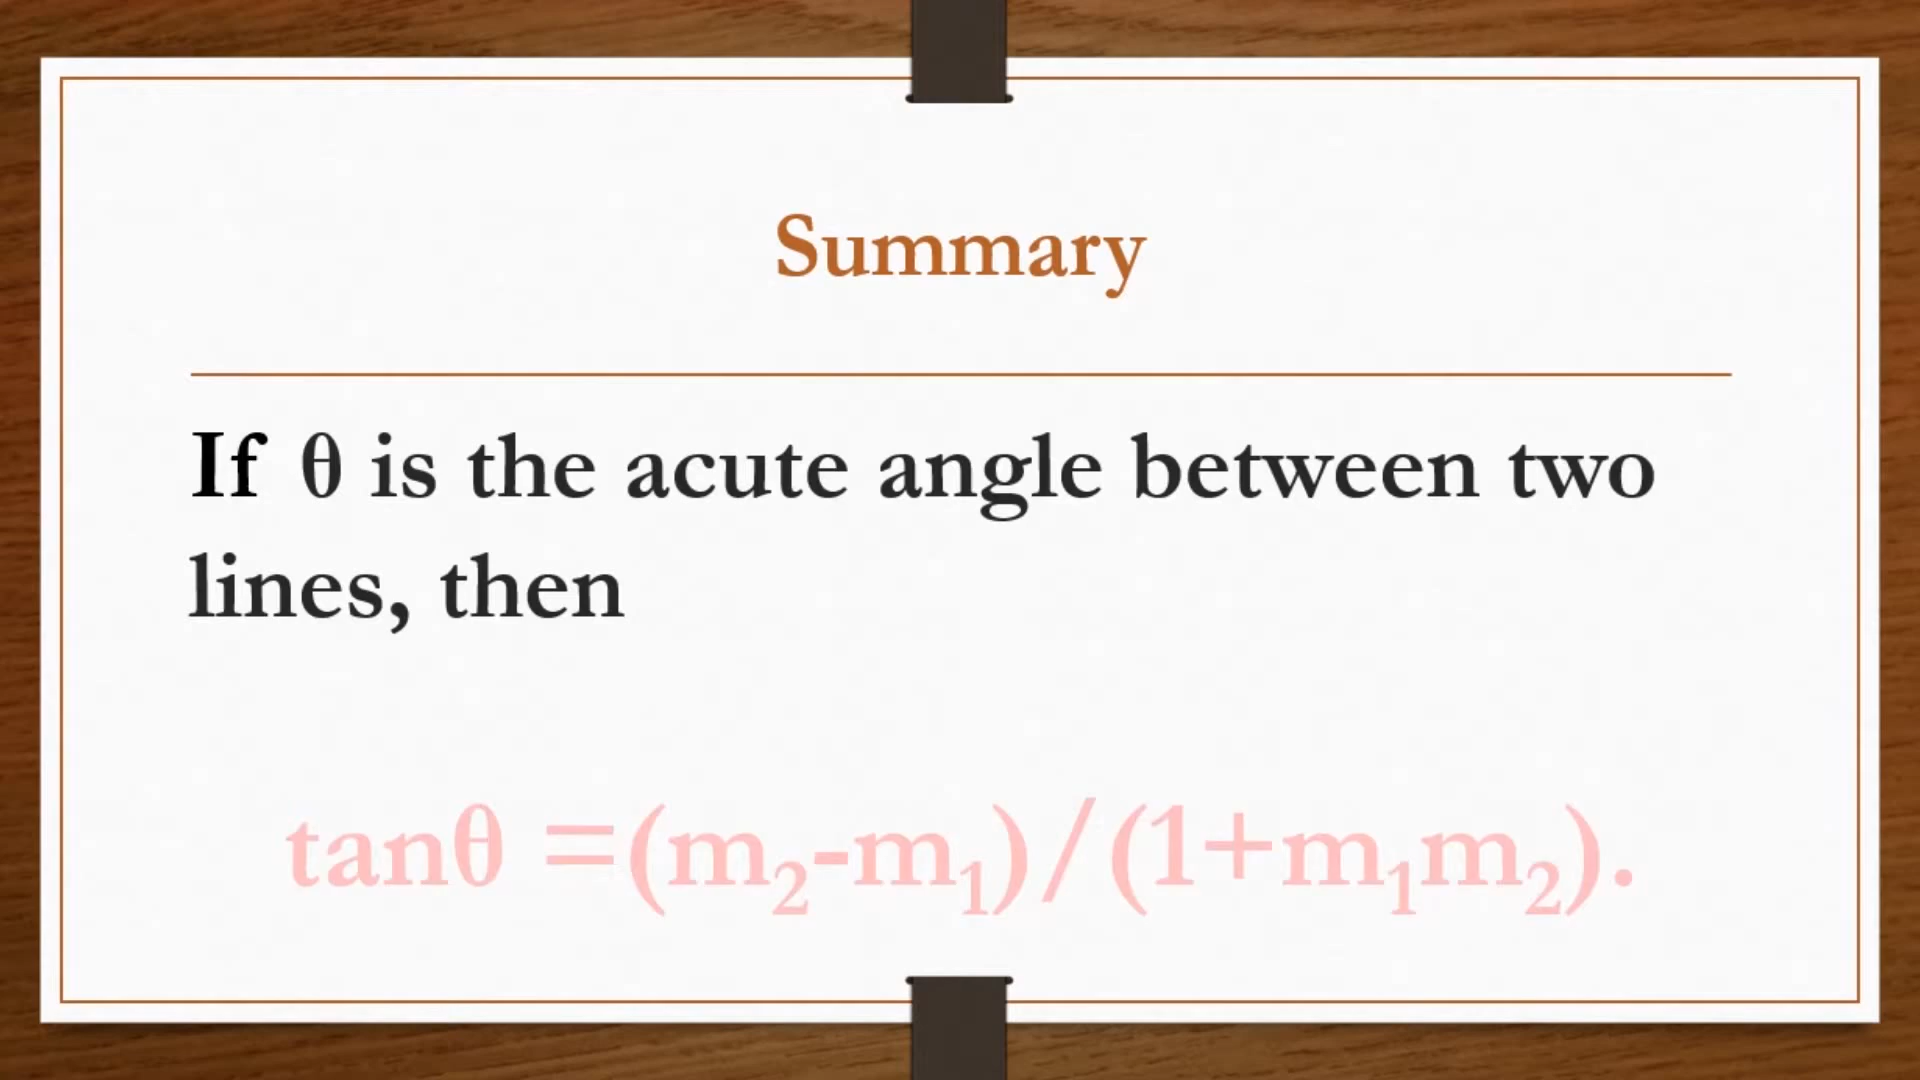 Summary
If θ is the acute angle between two
lines, then
tanθ =(m₂-m₁)/(1+m₁m₂).